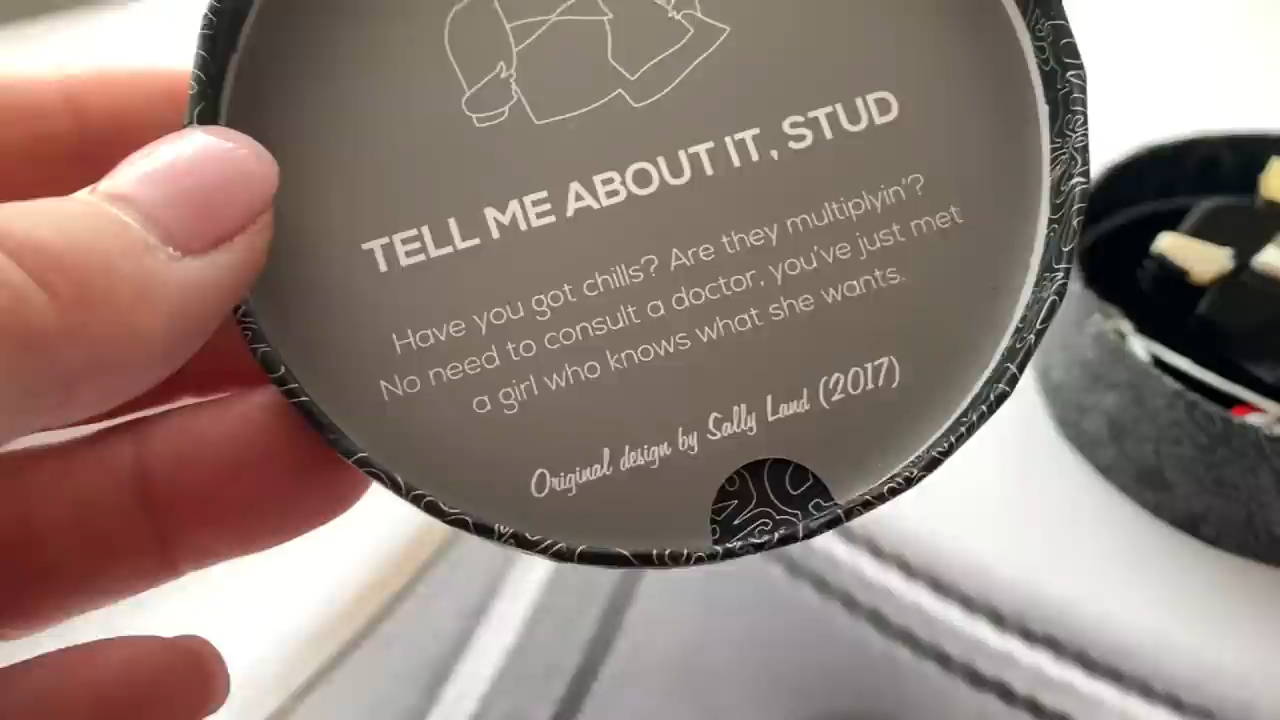 TELL ME ABOUT IT, STUD
Have you got chills? Are they multiplyin'?
No need to consult a doctor, you've just met
a girl who knows what she wants.
Original design by Sally Land (2017)